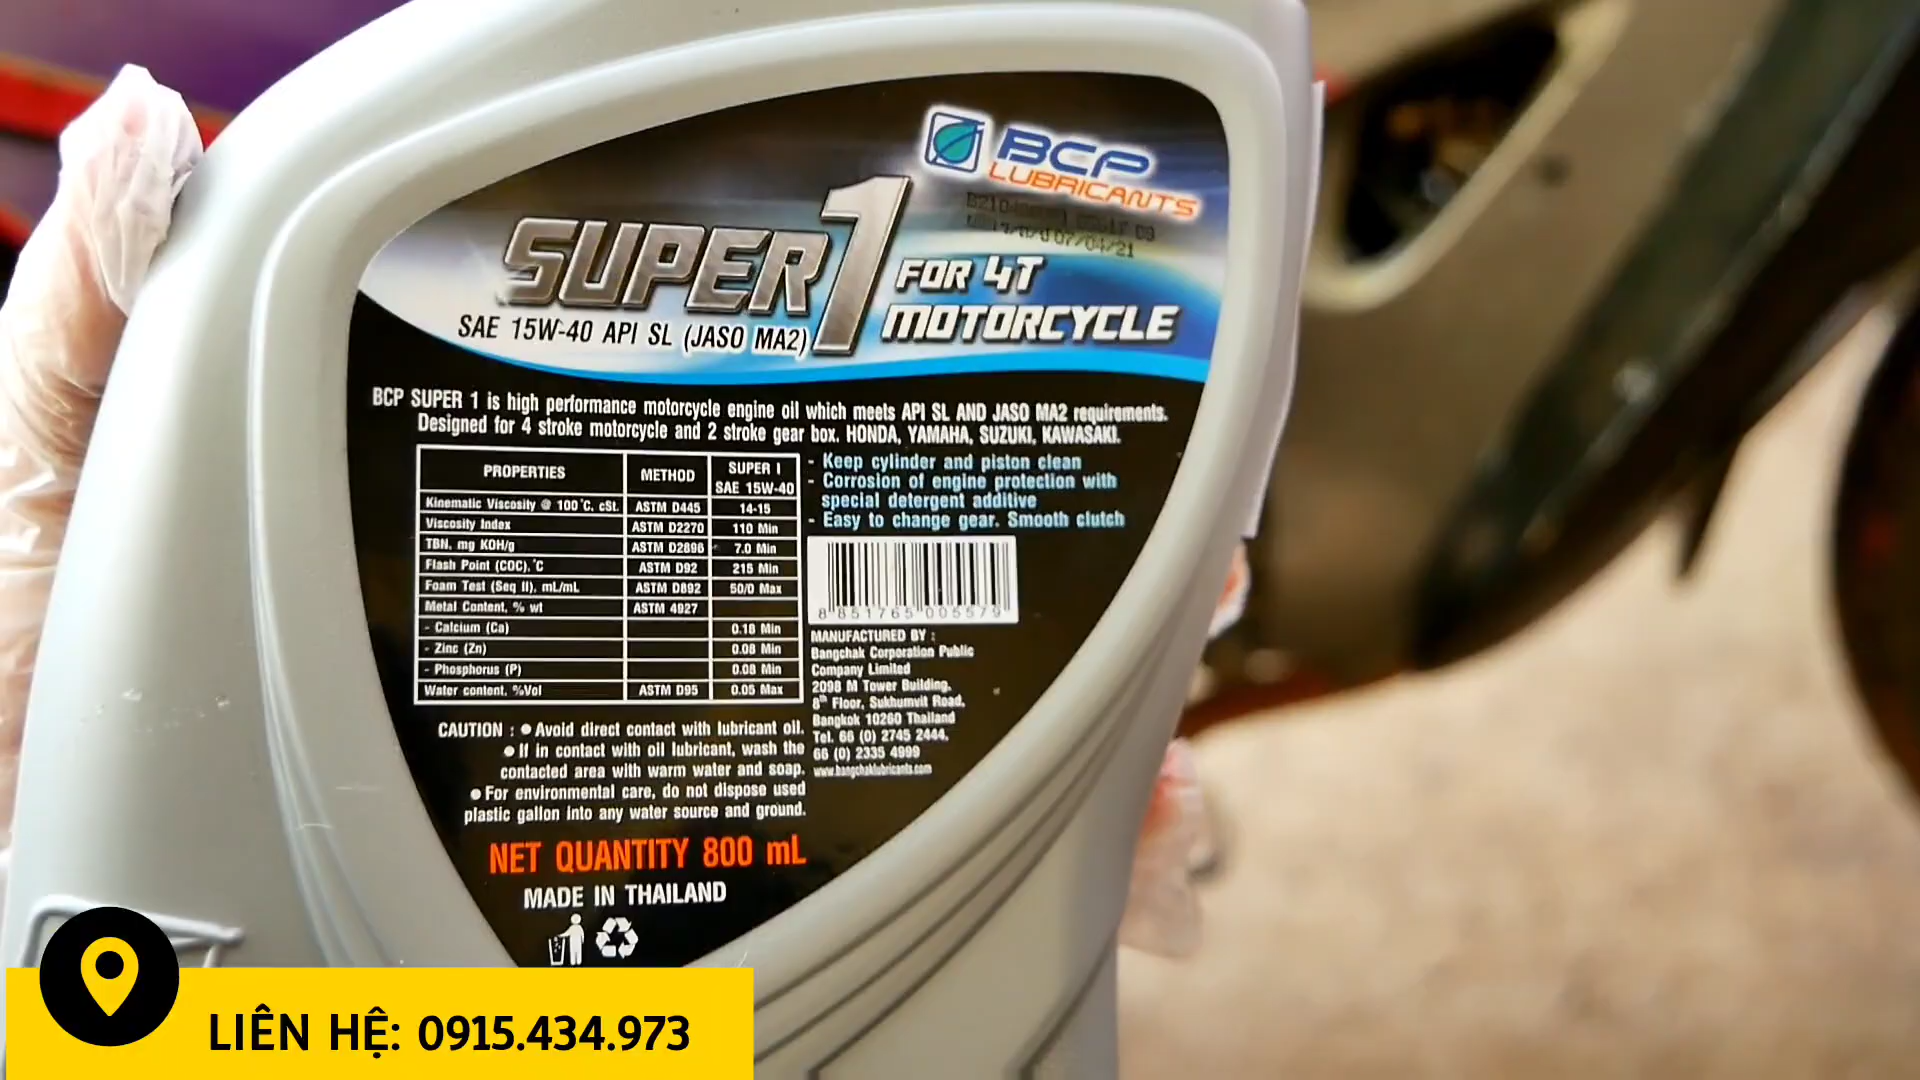 BCP
LUBRICANTS
07/04/21
SUPER 1
FOR 4T
MOTORCYCLE
SAE 15W-40 API SL (JASO MA2)
BCP SUPER 1 is high performance motorcycle engine oil which meets API SL AND JASO MA2 requirements.
Designed for 4 stroke motorcycle and 2 stroke gear box. HONDA, YAMAHA, SUZUKI, KAWASAKI.
PROPERTIES METHOD SUPER 1 SAE 15W-40
Kinematic Viscosity @ 100°C, cSt. ASTM D445 14-15
Viscosity Index ASTM D2270 110 Min
TBN, mg KOH/g ASTM D2896 7.0 Min
Flash Point (COC), °C ASTM D92 215 Min
Foam Test (Seq II), mL/mL ASTM D892 50/0 Max
Metal Content, % wt ASTM 4927
- Calcium (Ca) 0.18 Min
- Zinc (Zn) 0.08 Min
- Phosphorus (P) 0.08 Min
Water content, %Vol ASTM D95 0.05 Max
- Keep cylinder and piston clean
- Corrosion of engine protection with
special detergent additive
- Easy to change gear. Smooth clutch
8 851765 005579
MANUFACTURED BY :
Bangchak Corporation Public
Company Limited
2098 M Tower Building,
8th Floor, Sukhumvit Road,
Bangkok 10260 Thailand
Tel. 66 (0) 2745 2444,
66 (0) 2335 4999
www.bangchaklubricants.com
CAUTION : ● Avoid direct contact with lubricant oil.
● If in contact with oil lubricant, wash the
contacted area with warm water and soap.
● For environmental care, do not dispose used
plastic gallon into any water source and ground.
NET QUANTITY 800 mL
MADE IN THAILAND
LIÊN HỆ: 0915.434.973